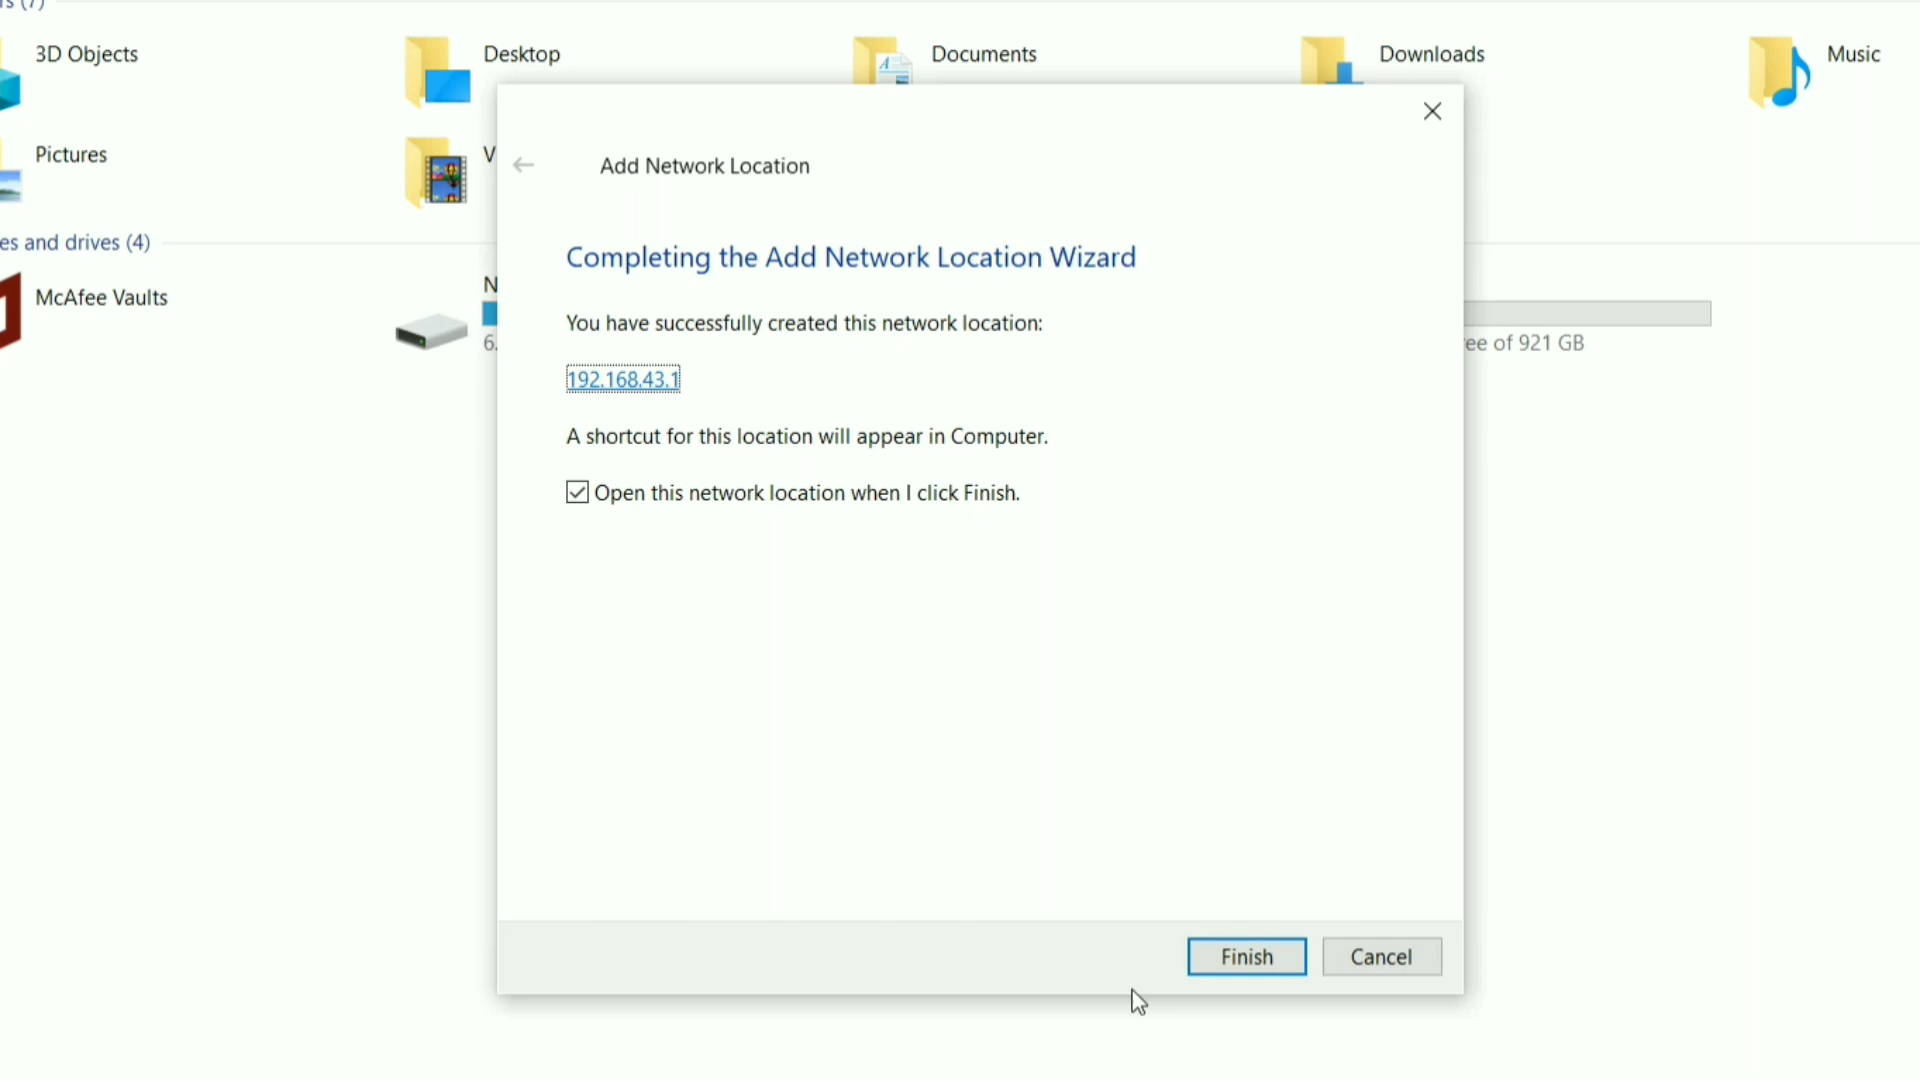 3D Objects
Desktop
Documents
Downloads
Music
Pictures
V
es and drives (4)
McAfee Vaults
N
6.
ee of 921 GB
Add Network Location
Completing the Add Network Location Wizard
You have successfully created this network location:
192.168.43.1
A shortcut for this location will appear in Computer.
Open this network location when I click Finish.
Finish
Cancel